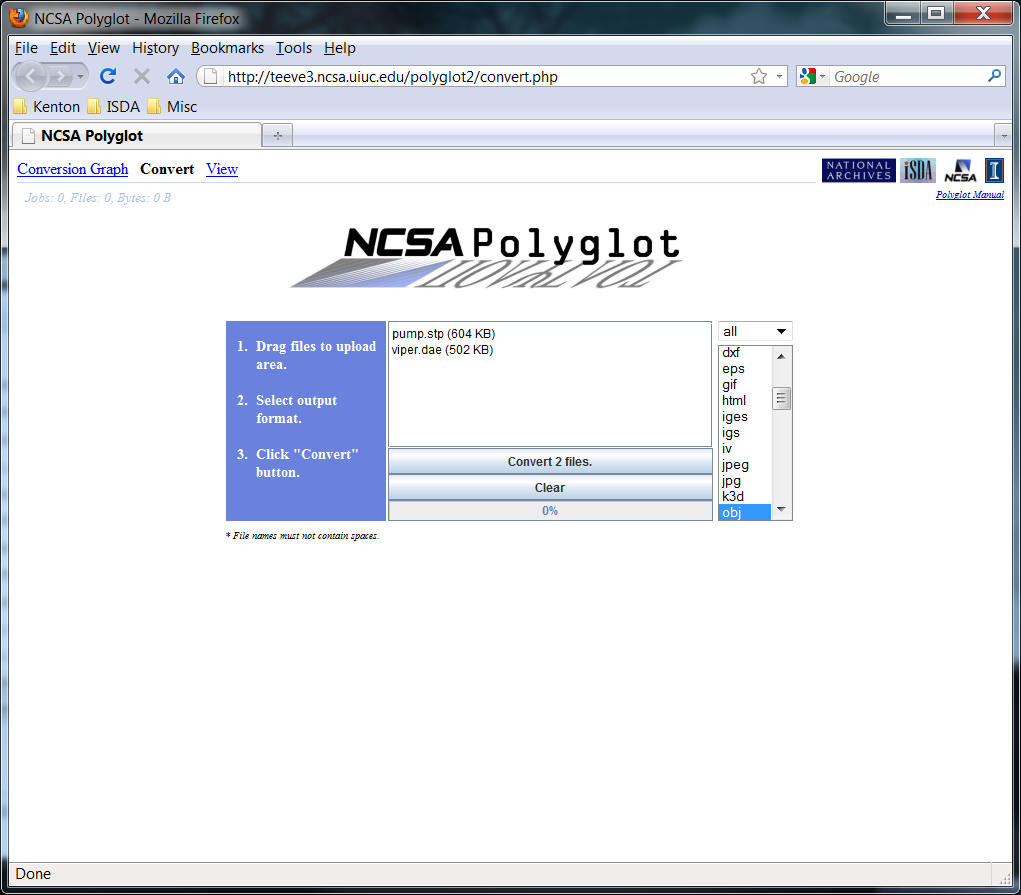 NCSA Polyglot - Mozilla Firefox
File Edit View History Bookmarks Tools Help
http://teeve3.ncsa.uiuc.edu/polyglot2/convert.php Google
Kenton ISDA Misc
NCSA Polyglot
Conversion Graph Convert View
NATIONAL ARCHIVES iSDA NCSA I
Jobs: 0, Files: 0, Bytes: 0 B
Polyglot Manual
NCSA Polyglot
1. Drag files to upload
area.
2. Select output
format.
3. Click "Convert"
button.
pump.stp (604 KB)
viper.dae (502 KB)
Convert 2 files.
Clear
0%
all
dxf
eps
gif
html
iges
igs
iv
jpeg
jpg
k3d
obj
* File names must not contain spaces.
Done